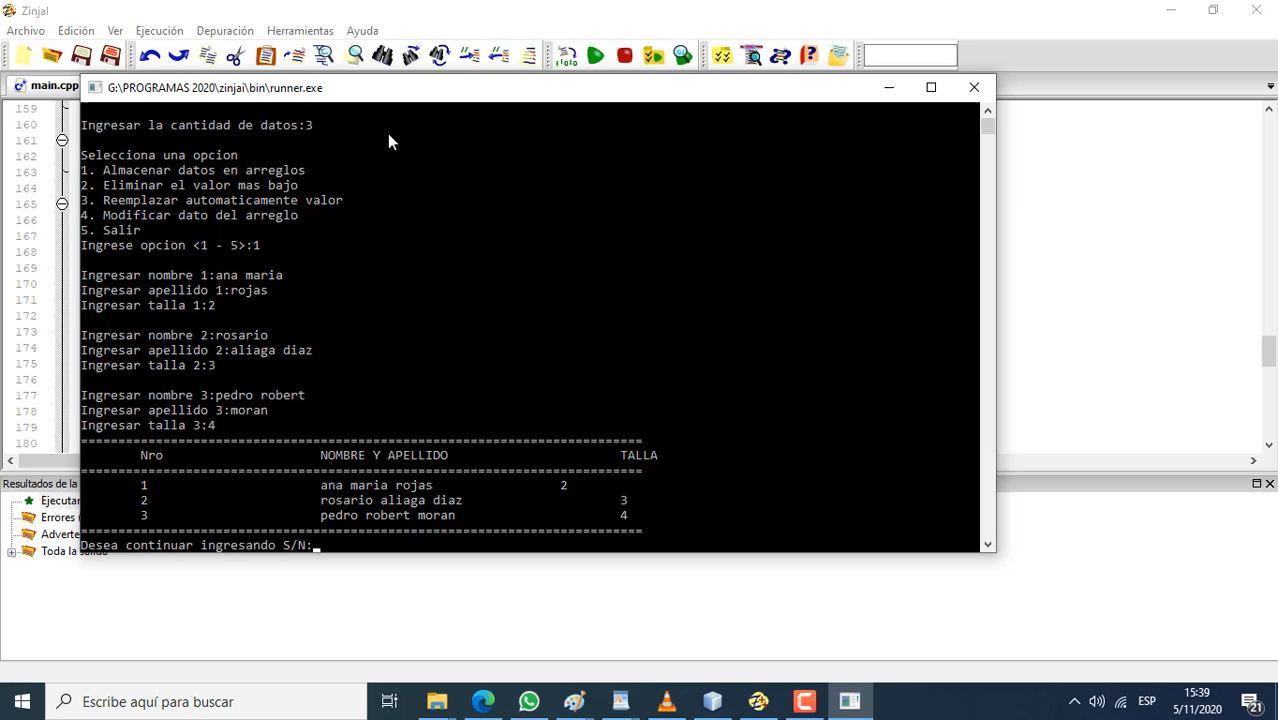 Zinjal
Archivo Edición Ver Ejecución Depuración Herramientas Ayuda
main.cpp
G:\PROGRAMAS 2020\zinjai\bin\runner.exe
159
160
161
162
163
164
165
166
167
168
169
170
171
172
173
174
175
176
177
178
179
180
Ingresar la cantidad de datos:3
Selecciona una opcion
1. Almacenar datos en arreglos
2. Eliminar el valor mas bajo
3. Reemplazar automaticamente valor
4. Modificar dato del arreglo
5. Salir
Ingrese opcion <1 - 5>:1
Ingresar nombre 1:ana maria
Ingresar apellido 1:rojas
Ingresar talla 1:2
Ingresar nombre 2:rosario
Ingresar apellido 2:aliaga diaz
Ingresar talla 2:3
Ingresar nombre 3:pedro robert
Ingresar apellido 3:moran
Ingresar talla 3:4
===========================================================================
Nro NOMBRE Y APELLIDO TALLA
===========================================================================
1 ana maria rojas 2
2 rosario aliaga diaz 3
3 pedro robert moran 4
===========================================================================
Desea continuar ingresando S/N:
Resultados de la
Ejecutar
Errores (
Adverte
Toda la salida
Escribe aquí para buscar
ESP
15:39
5/11/2020
21